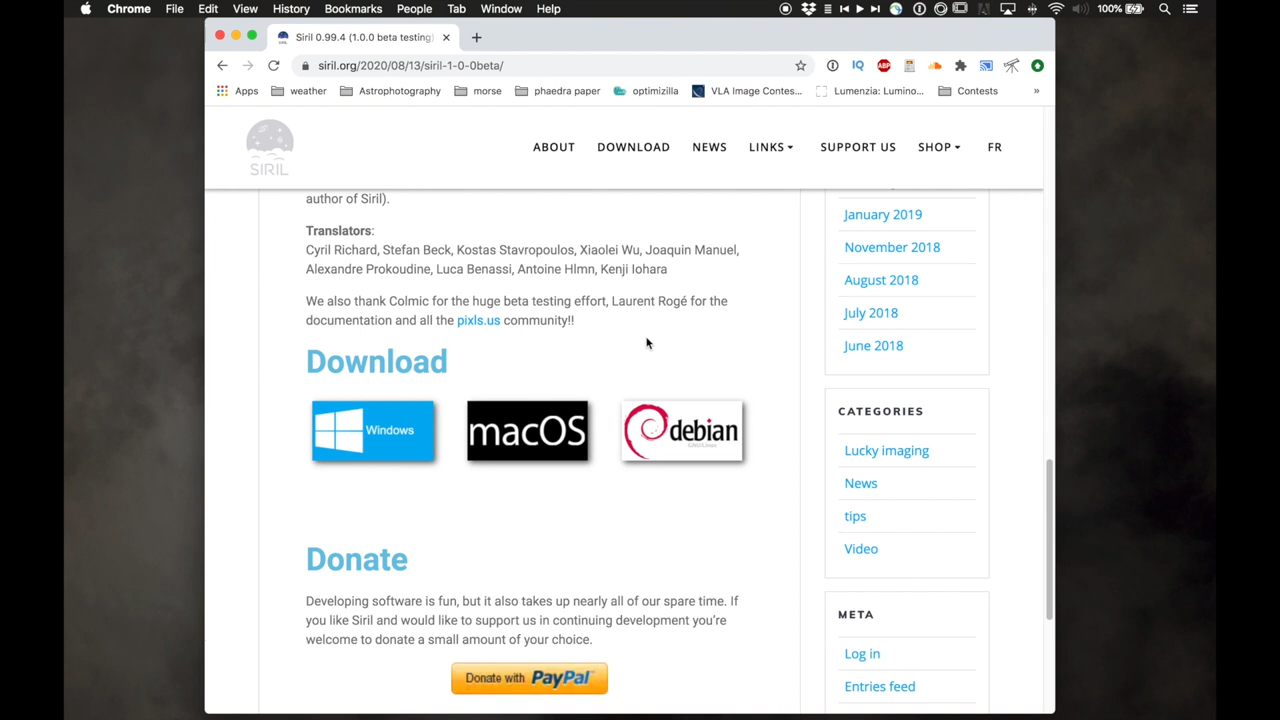 Chrome File Edit View History Bookmarks People Tab Window Help 100%
Siril 0.99.4 (1.0.0 beta testing)
siril.org/2020/08/13/siril-1-0-0beta/
IQ ABP
Apps weather Astrophotography morse phaedra paper optimizilla VLA Image Contes... Lumenzia: Lumino... Contests »
SIRIL
ABOUT DOWNLOAD NEWS LINKS SUPPORT US SHOP FR
author of Siril).
Translators:
Cyril Richard, Stefan Beck, Kostas Stavropoulos, Xiaolei Wu, Joaquin Manuel,
Alexandre Prokoudine, Luca Benassi, Antoine Hlmn, Kenji Iohara
We also thank Colmic for the huge beta testing effort, Laurent Rogé for the
documentation and all the pixls.us community!!
Download
Windows
macOS
debian
Donate
Developing software is fun, but it also takes up nearly all of our spare time. If
you like Siril and would like to support us in continuing development you're
welcome to donate a small amount of your choice.
Donate with PayPal
January 2019
November 2018
August 2018
July 2018
June 2018
CATEGORIES
Lucky imaging
News
tips
Video
META
Log in
Entries feed